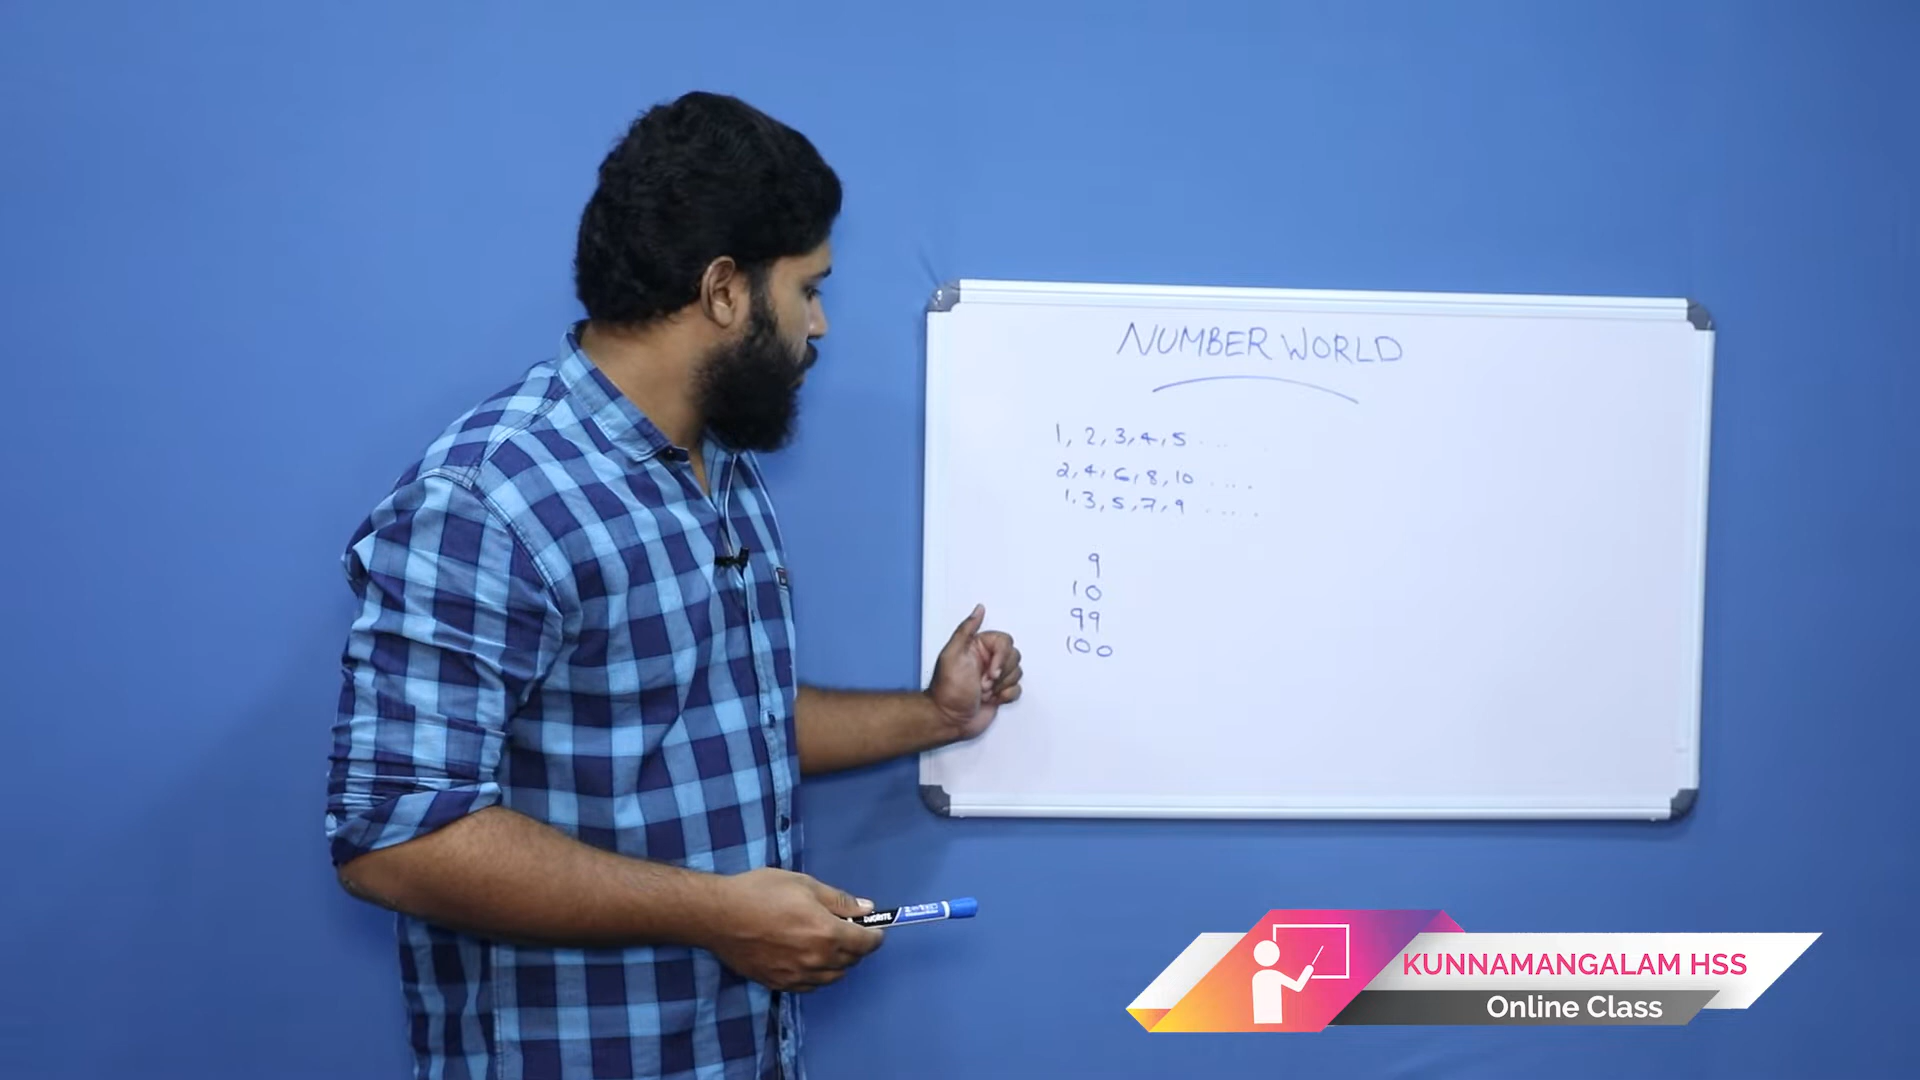 NUMBER WORLD
1, 2, 3, 4, 5 ....
2, 4, 6, 8, 10 ....
1, 3, 5, 7, 9 .....
9
10
99
100
KUNNAMANGALAM HSS
Online Class